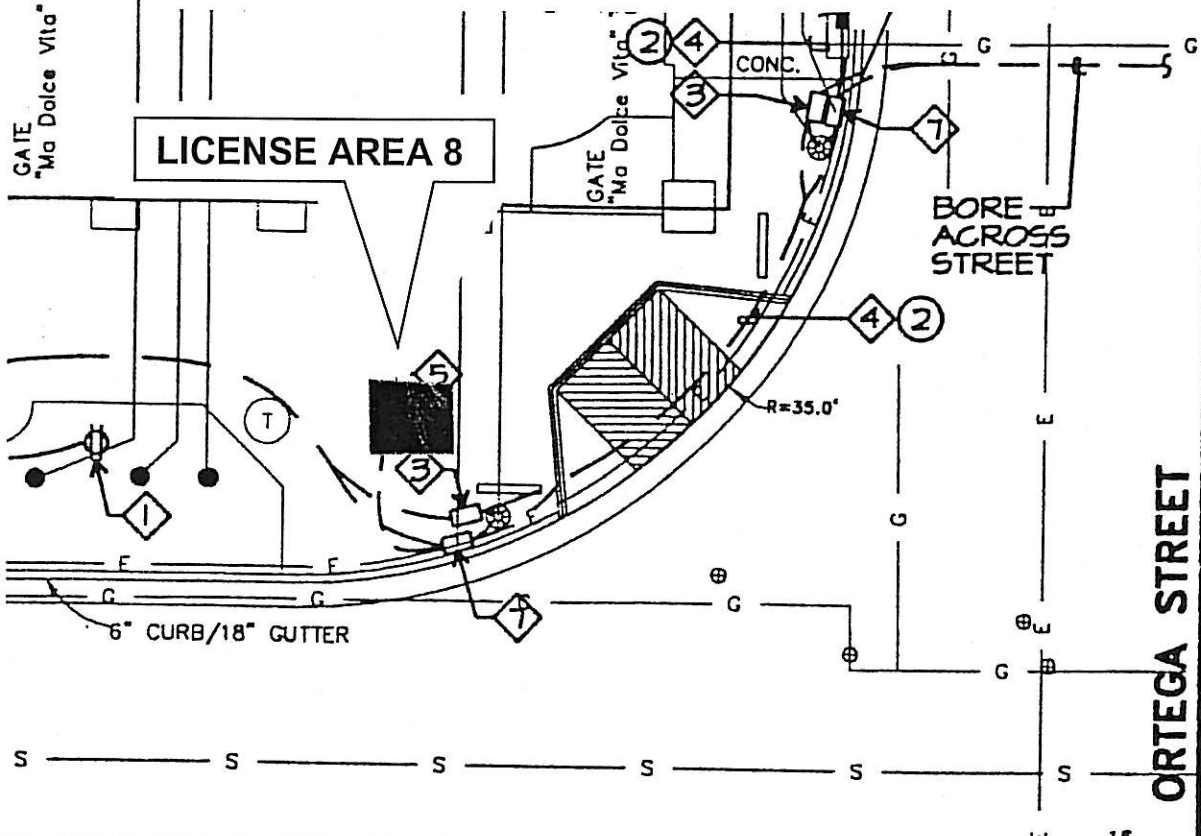 GATE
"Ma Dolce Vita"
LICENSE AREA 8
GATE
"Ma Dolce Vita"
2
4
CONC.
3
7
G
G
G
BORE
ACROSS
STREET
E
4
2
R=35.0'
5
T
3
1
E
G
E
F
F
G
G
7
G
E
G
6" CURB/18" GUTTER
S
S
S
S
S
S
ORTEGA STREET